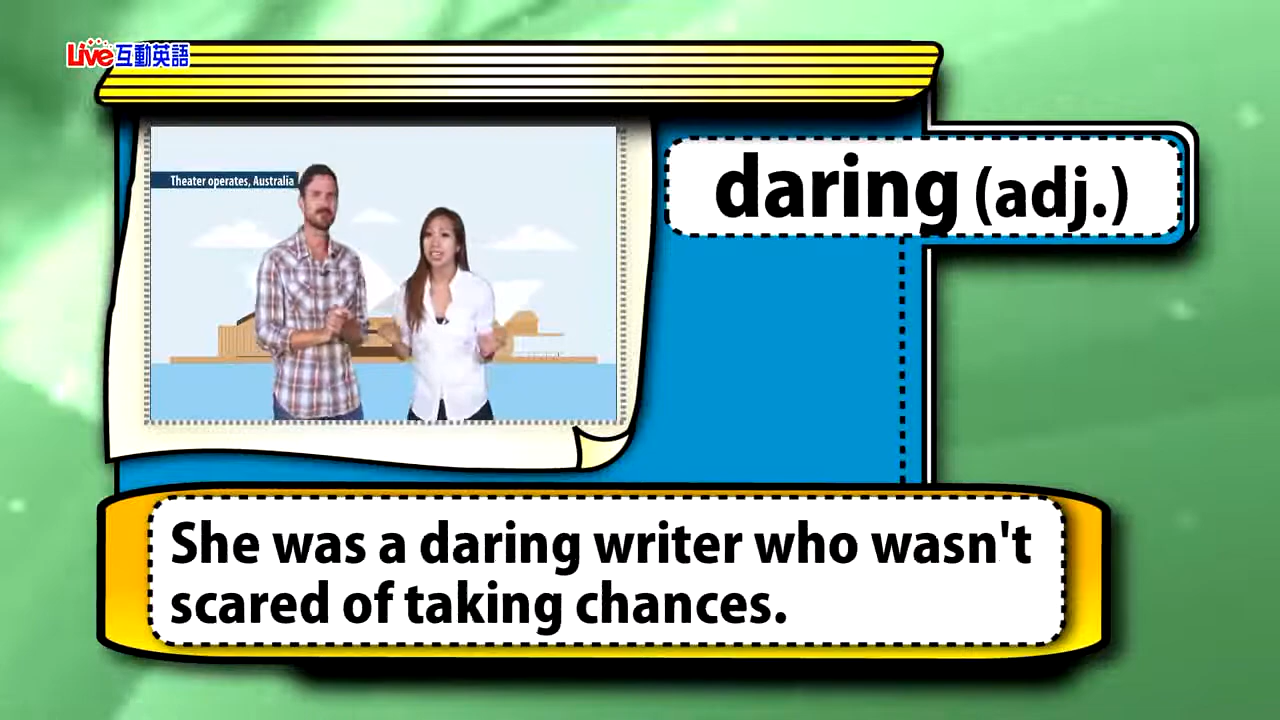 Live互動英語
Theater operates, Australia
daring (adj.)
She was a daring writer who wasn't
scared of taking chances.